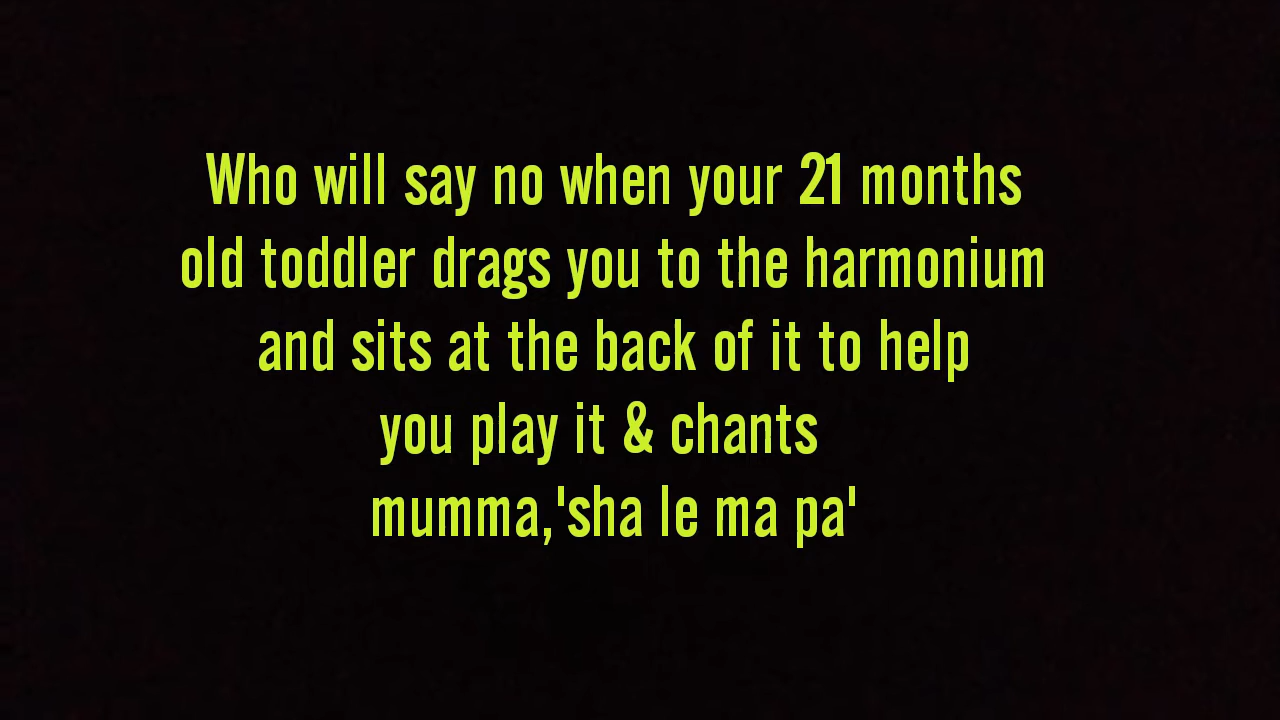 Who will say no when your 21 months
old toddler drags you to the harmonium
and sits at the back of it to help
you play it & chants
mumma,'sha le ma pa'